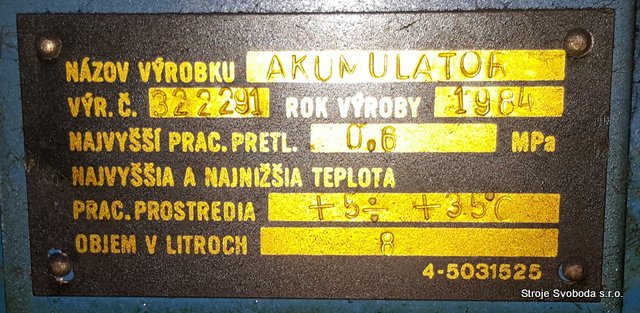 NÁZOV VÝROBKU AKUMULATOR
VÝR. Č. 322291 ROK VÝROBY 1984
NAJVYŠŠÍ PRAC. PRETL. 0.6 MPa
NAJVYŠŠIA A NAJNIŽŠIA TEPLOTA
PRAC. PROSTREDIA +5÷ +35°C
OBJEM V LITROCH 8
4-5031525
Stroje Svoboda s.r.o.